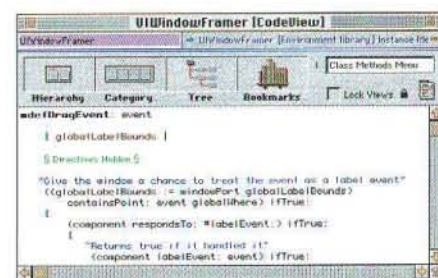 UIWindowFramer [CodeView]
UIWindowFramer UIWindowFramer [Environment library] Instance
Class Methods Menu
Hierarchy Category Tree Bookmarks Lock Views
event
| globalLabelBounds |
§ Directives Hidden §
"Give the window a chance to treat the event as a label event"
((globalLabelBounds := windowPort globalLabelBounds)
containsPoint: event globalWhere) ifTrue:
[
(component respondsTo: #labelEvent:) ifTrue:
[
"Returns true if it handled it"
(component labelEvent: event) ifTrue: